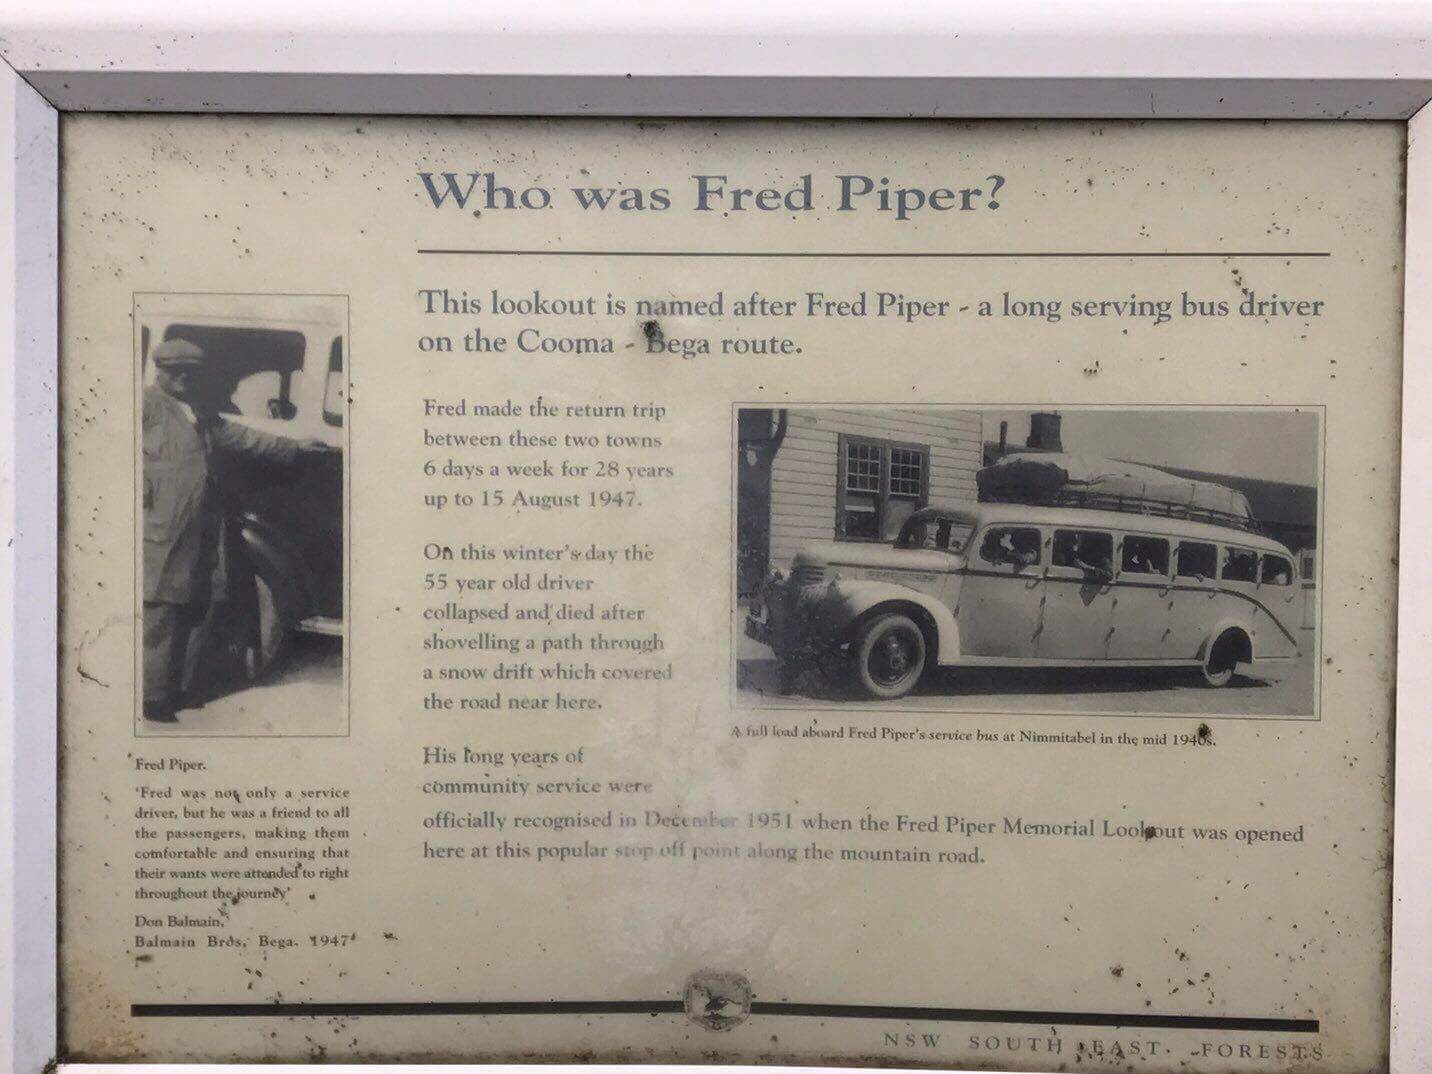 Who was Fred Piper?
This lookout is named after Fred Piper - a long serving bus driver
on the Cooma - Bega route.
Fred made the return trip
between these two towns
6 days a week for 28 years
up to 15 August 1947.
On this winter's day the
55 year old driver
collapsed and died after
shovelling a path through
a snow drift which covered
the road near here.
His long years of
community service were
officially recognised in December 1951 when the Fred Piper Memorial Lookout was opened
here at this popular stop off point along the mountain road.
A full load aboard Fred Piper's service bus at Nimmitabel in the mid 1940s.
Fred Piper.
'Fred was not only a service
driver, but he was a friend to all
the passengers, making them
comfortable and ensuring that
their wants were attended to right
throughout the journey'
Don Balmain,
Balmain Bros, Bega. 1947
NSW SOUTH EAST FORESTS